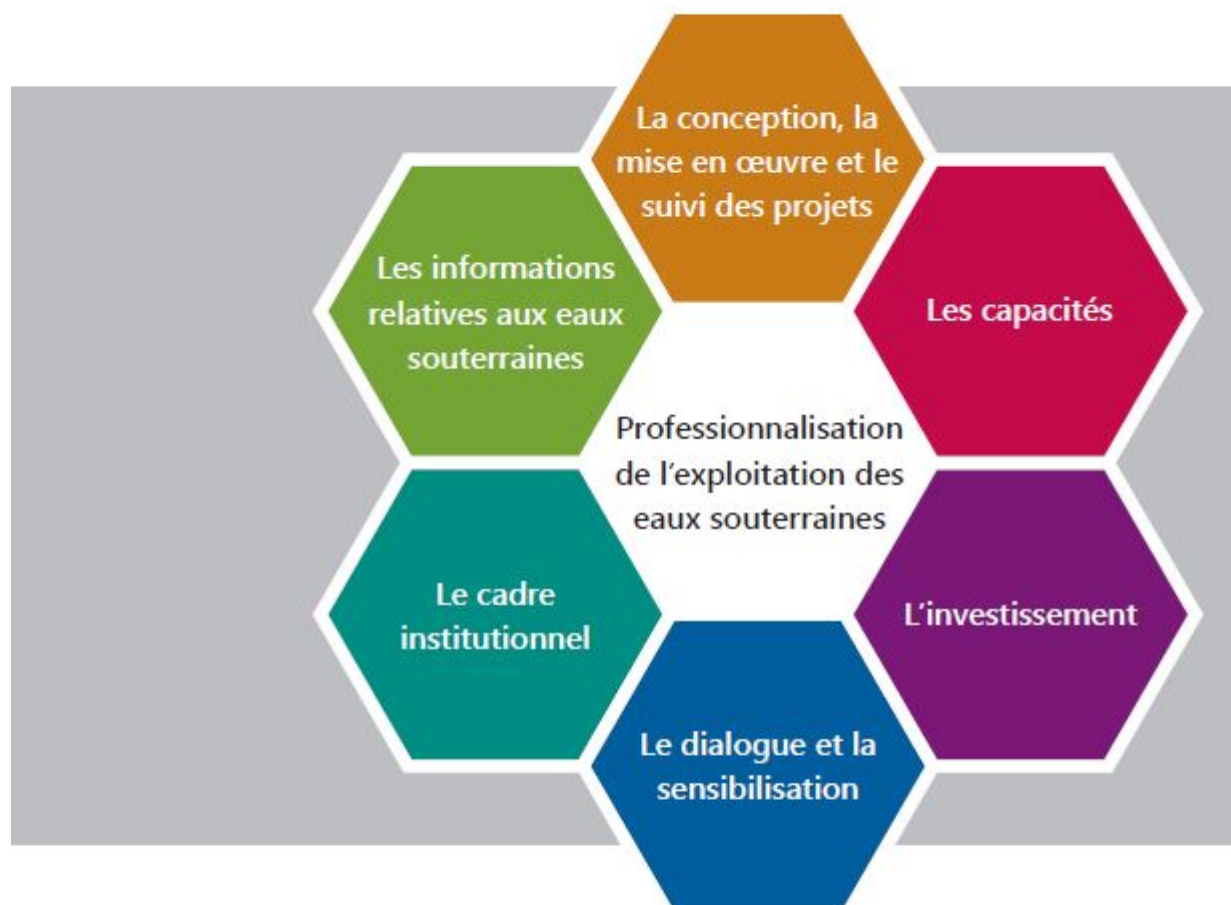 La conception, la
mise en œuvre et le
suivi des projets
Les informations
relatives aux eaux
souterraines
Les capacités
Professionnalisation
de l’exploitation des
eaux souterraines
Le cadre
institutionnel
L’investissement
Le dialogue et la
sensibilisation